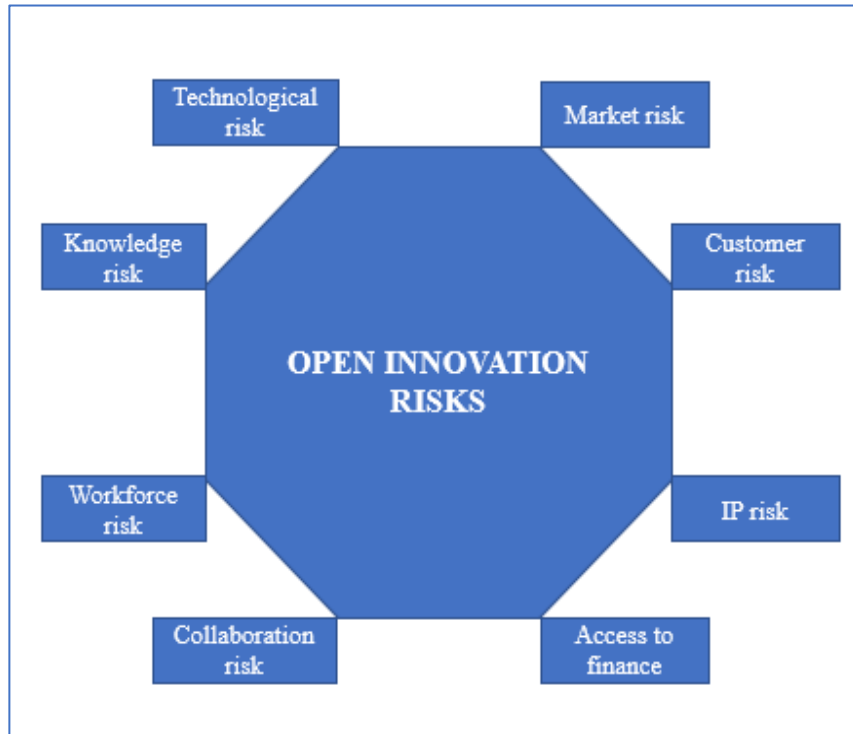 Technological
risk
Market risk
Knowledge
risk
Customer
risk
OPEN INNOVATION
RISKS
Workforce
risk
IP risk
Collaboration
risk
Access to
finance